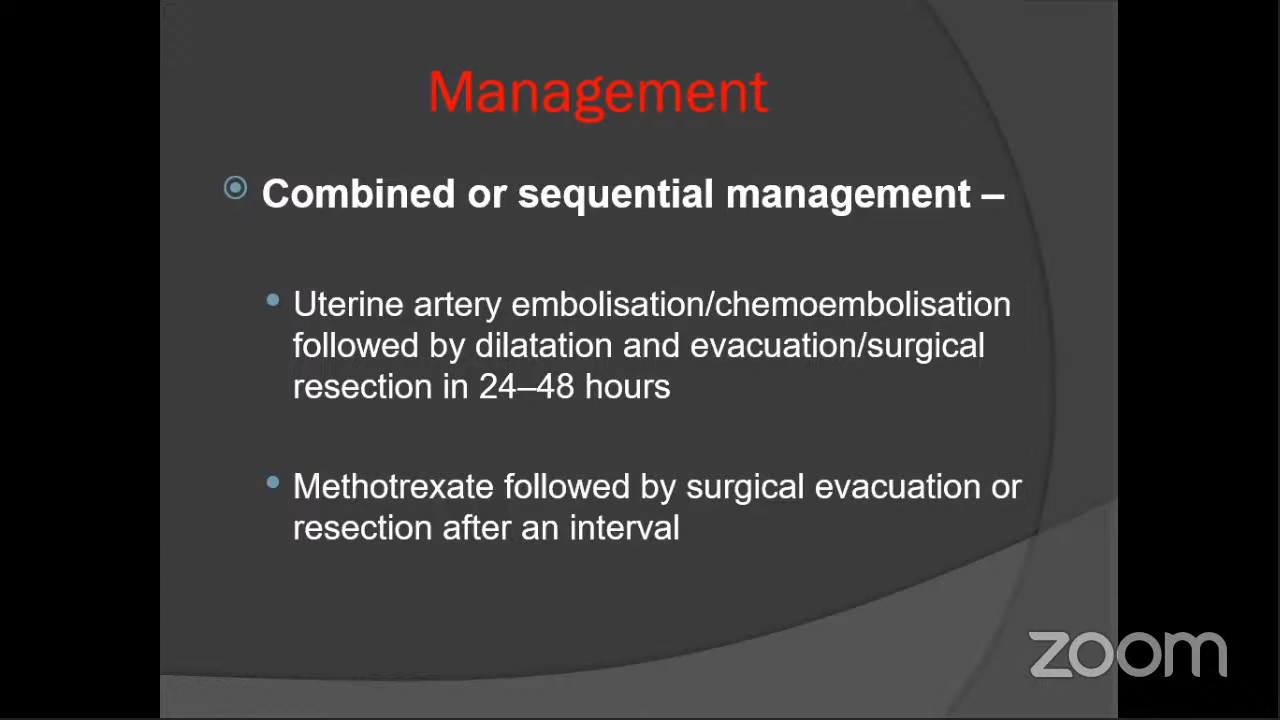 Management
Combined or sequential management –
Uterine artery embolisation/chemoembolisation
followed by dilatation and evacuation/surgical
resection in 24–48 hours
Methotrexate followed by surgical evacuation or
resection after an interval
zoom